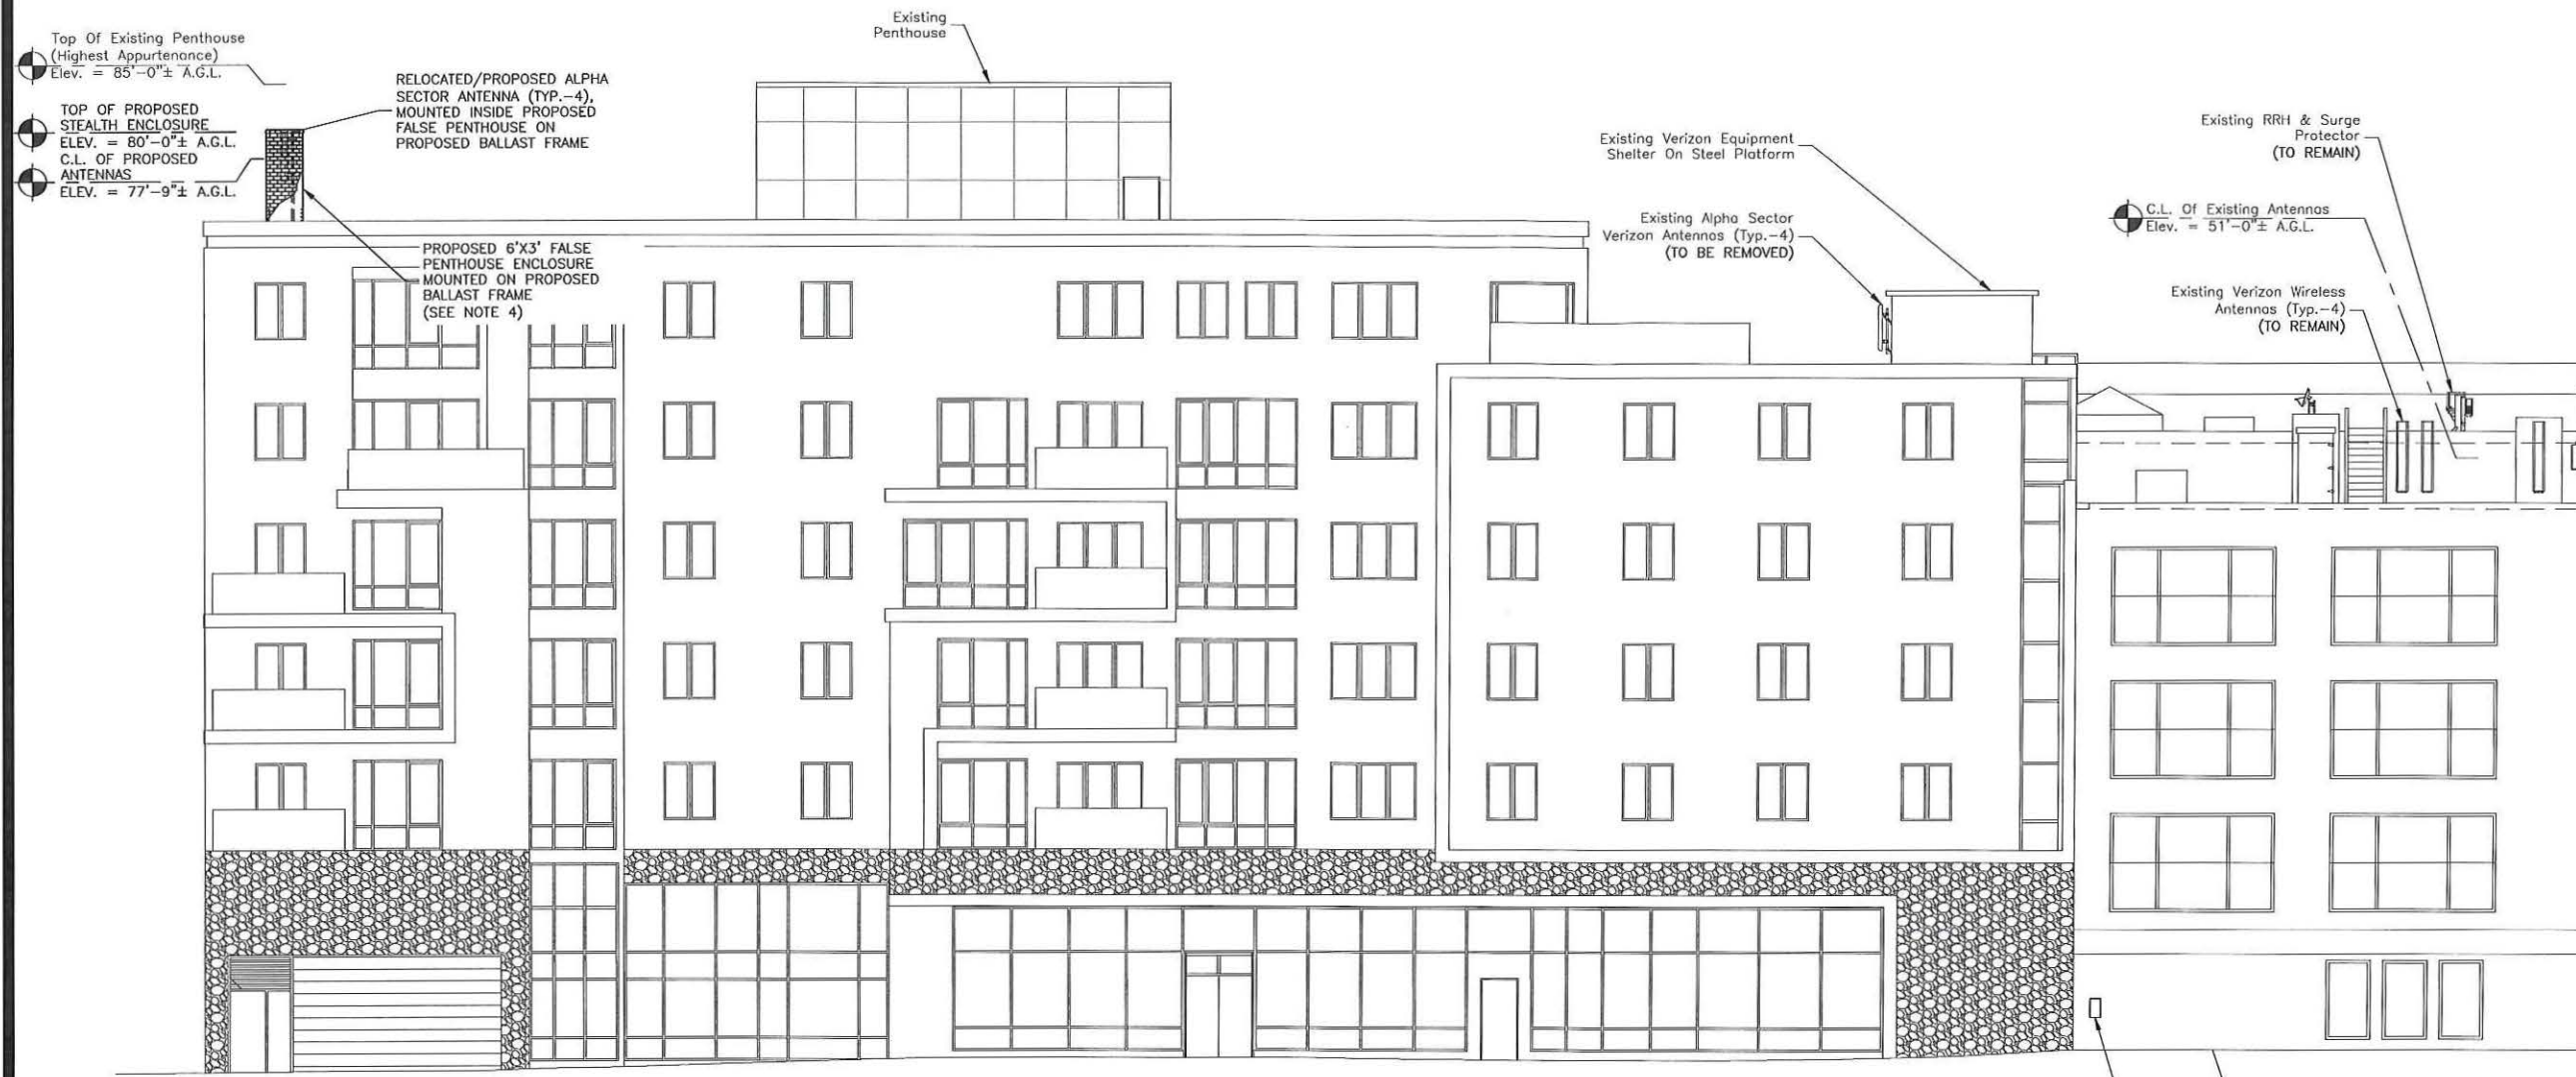 Top Of Existing Penthouse
(Highest Appurtenance)
Elev. = 85'-0"± A.G.L.
TOP OF PROPOSED
STEALTH ENCLOSURE
ELEV. = 80'-0"± A.G.L.
C.L. OF PROPOSED
ANTENNAS
ELEV. = 77'-9"± A.G.L.
RELOCATED/PROPOSED ALPHA
SECTOR ANTENNA (TYP.-4),
MOUNTED INSIDE PROPOSED
FALSE PENTHOUSE ON
PROPOSED BALLAST FRAME
PROPOSED 6'X3' FALSE
PENTHOUSE ENCLOSURE
MOUNTED ON PROPOSED
BALLAST FRAME
(SEE NOTE 4)
Existing
Penthouse
Existing Verizon Equipment
Shelter On Steel Platform
Existing Alpha Sector
Verizon Antennas (Typ.-4)
(TO BE REMOVED)
Existing RRH & Surge
Protector
(TO REMAIN)
C.L. Of Existing Antennas
Elev. = 51'-0"± A.G.L.
Existing Verizon Wireless
Antennas (Typ.-4)
(TO REMAIN)